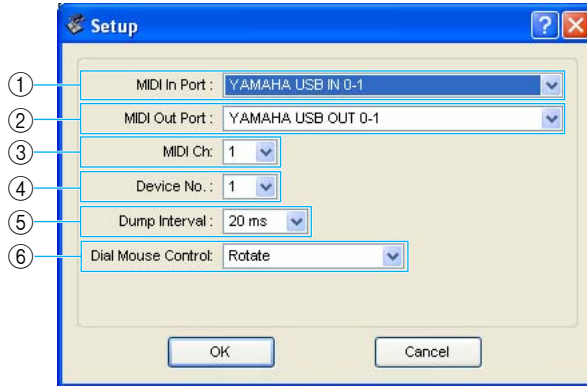 Setup
① MIDI In Port : YAMAHA USB IN 0-1
② MIDI Out Port : YAMAHA USB OUT 0-1
③ MIDI Ch: 1
④ Device No. : 1
⑤ Dump Interval : 20 ms
⑥ Dial Mouse Control: Rotate
OK Cancel